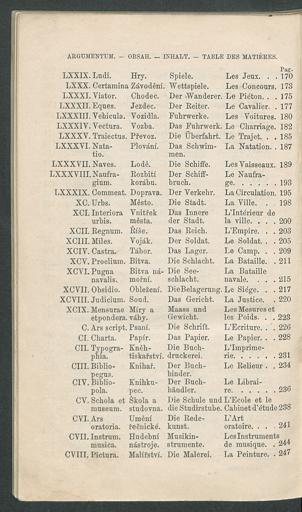 ARGUMENTUM. — OBSAH. — INHALT. — TABLE DES MATIÈRES.
Pag.
LXXIX. Ludi. Hry. Spiele. Les Jeux. . . 170
LXXX. Certamina Závodění. Wettspiele. Les Concours. 173
LXXXI. Viator. Chodec. Der Wanderer. Le Piéton. . . 175
LXXXII. Eques. Jezdec. Der Reiter. Le Cavalier. . 177
LXXXIII. Vehicula. Vozidla. Fuhrwerke. Les Voitures. 180
LXXXIV. Vectura. Vozba. Das Fuhrwerk. Le Charriage. 182
LXXXV. Traiectus. Převoz. Die Überfahrt. Le Trajet. . 185
LXXXVI. Nata- Plování. Das Schwim- La Natation. . 187
tio. men.
LXXXVII. Naves. Lodě. Die Schiffe. Les Vaisseaux. 189
LXXXVIII. Naufra- Rozbití Der Schiff- Le Naufra-
gium. korábu. bruch. ge. . . . . . 193
LXXXIX. Commeat. Doprava. Der Verkehr. La Circulation. 195
XC. Urbs. Město. Die Stadt. La Ville. . . 198
XCI. Interiora Vnitřek Das Innere L'Intérieur de
urbis. města. der Stadt. la ville. . . . 200
XCII. Regnum. Říše. Das Reich. L'Empire. . . 203
XCIII. Miles. Voják. Der Soldat. Le Soldat. . . 205
XCIV. Castra. Tábor. Das Lager. Le Camp. . . 209
XCV. Proelium. Bitva. Die Schlacht. La Bataille. . 211
XCVI. Pugna Bitva ná- Die See- La Bataille
navalis. mořní. schlacht. navale. . . . 215
XCVII. Obsidio. Obležení. Die Belagerung. Le Siége. . . 217
XCVIII. Judicium. Soud. Das Gericht. La Justice. . 220
XCIX. Mensurae Míry a Maass und Les Mesures et
et pondera. váhy. Gewicht. les Poids. . . 223
C. Ars script. Psaní. Die Schrift. L'Ecriture. . . 226
CI. Charta. Papír. Das Papier. Le Papier. . . 228
CII. Typogra- Knëh- Die Buch- L'Imprime-
phia. tiskařství. druckerei. rie. . . . . . 231
CIII. Biblio- Knihař. Der Buch- Le Relieur . . 234
pegus. binder.
CIV. Biblio- Knihku- Der Buch- Le Librai-
pola. pec. händler. re. . . . . . 236
CV. Schola et Škola a Die Schule und L'Ecole et le
museum. studovna. die Studirstube. Cabinet d'étude 238
CVI. Ars Umění Die Rede- L'Art
oratoria. řečnické. kunst. oratoire. . . . 241
CVII. Instrum. Hudební Musikin- Les Instruments
musica. nástroje. strumente. de musique. . 244
CVIII. Pictura. Malířství. Die Malerei. La Peinture. . 247